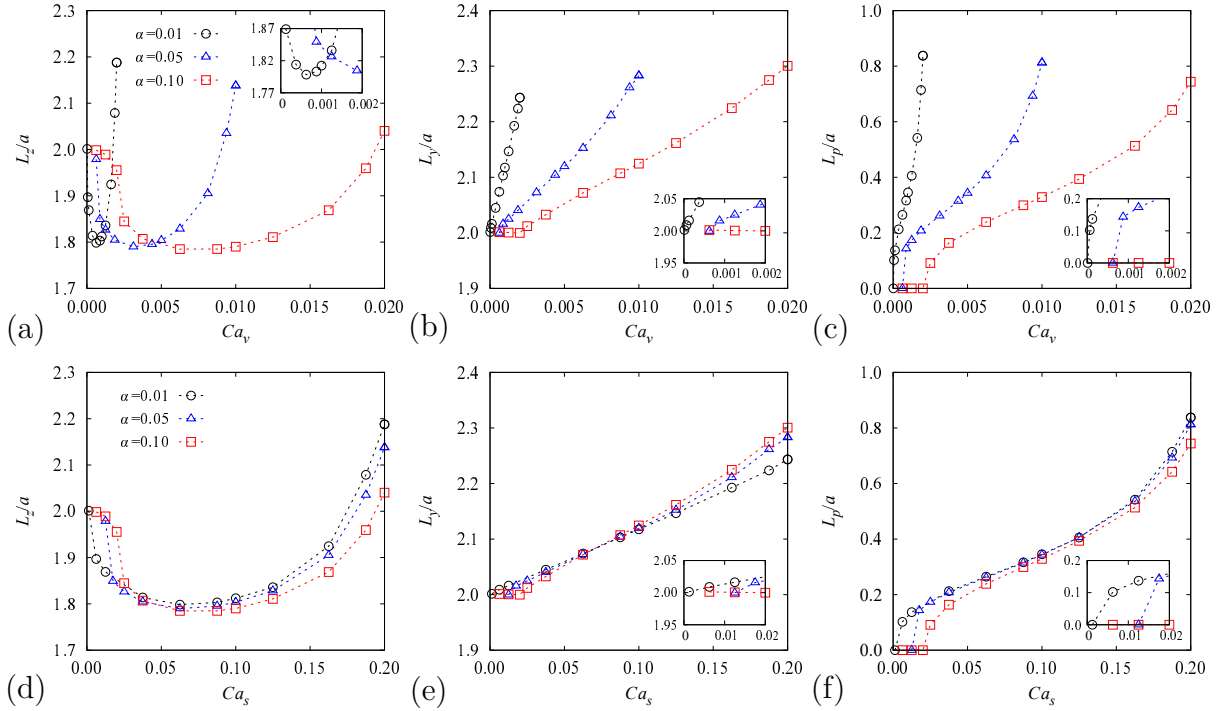 2.3
2.2
2.1
2.0
1.9
1.8
1.7
L_z/a
α=0.01
α=0.05
α=0.10
1.87
1.82
1.77
0 0.001 0.002
0.000 0.005 0.010 0.015 0.020
(a) Ca_v
2.4
2.3
2.2
2.1
2.0
1.9
L_y/a
2.05
2.00
1.95
0 0.001 0.002
0.000 0.005 0.010 0.015 0.020
(b) Ca_v
1.0
0.8
0.6
0.4
0.2
0.0
L_p/a
0.2
0.1
0.0
0 0.001 0.002
0.000 0.005 0.010 0.015 0.020
(c) Ca_v
2.3
2.2
2.1
2.0
1.9
1.8
1.7
L_z/a
α=0.01
α=0.05
α=0.10
0.00 0.05 0.10 0.15 0.20
(d) Ca_s
2.4
2.3
2.2
2.1
2.0
1.9
L_y/a
2.05
2.00
1.95
0 0.01 0.02
0.00 0.05 0.10 0.15 0.20
(e) Ca_s
1.0
0.8
0.6
0.4
0.2
0.0
L_p/a
0.2
0.1
0.0
0 0.01 0.02
0.00 0.05 0.10 0.15 0.20
(f) Ca_s